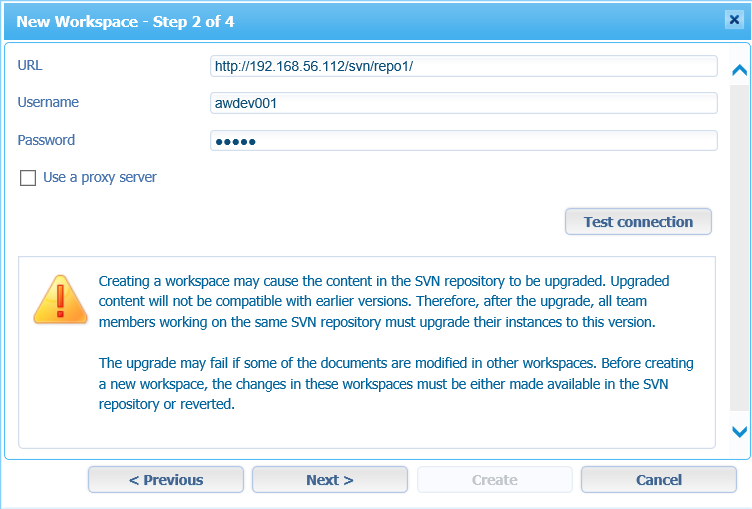 New Workspace - Step 2 of 4
URL
http://192.168.56.112/svn/repo1/
Username
awdev001
Password
●●●●●
Use a proxy server
Test connection
Creating a workspace may cause the content in the SVN repository to be upgraded. Upgraded
content will not be compatible with earlier versions. Therefore, after the upgrade, all team
members working on the same SVN repository must upgrade their instances to this version.
The upgrade may fail if some of the documents are modified in other workspaces. Before creating
a new workspace, the changes in these workspaces must be either made available in the SVN
repository or reverted.
< Previous
Next >
Create
Cancel